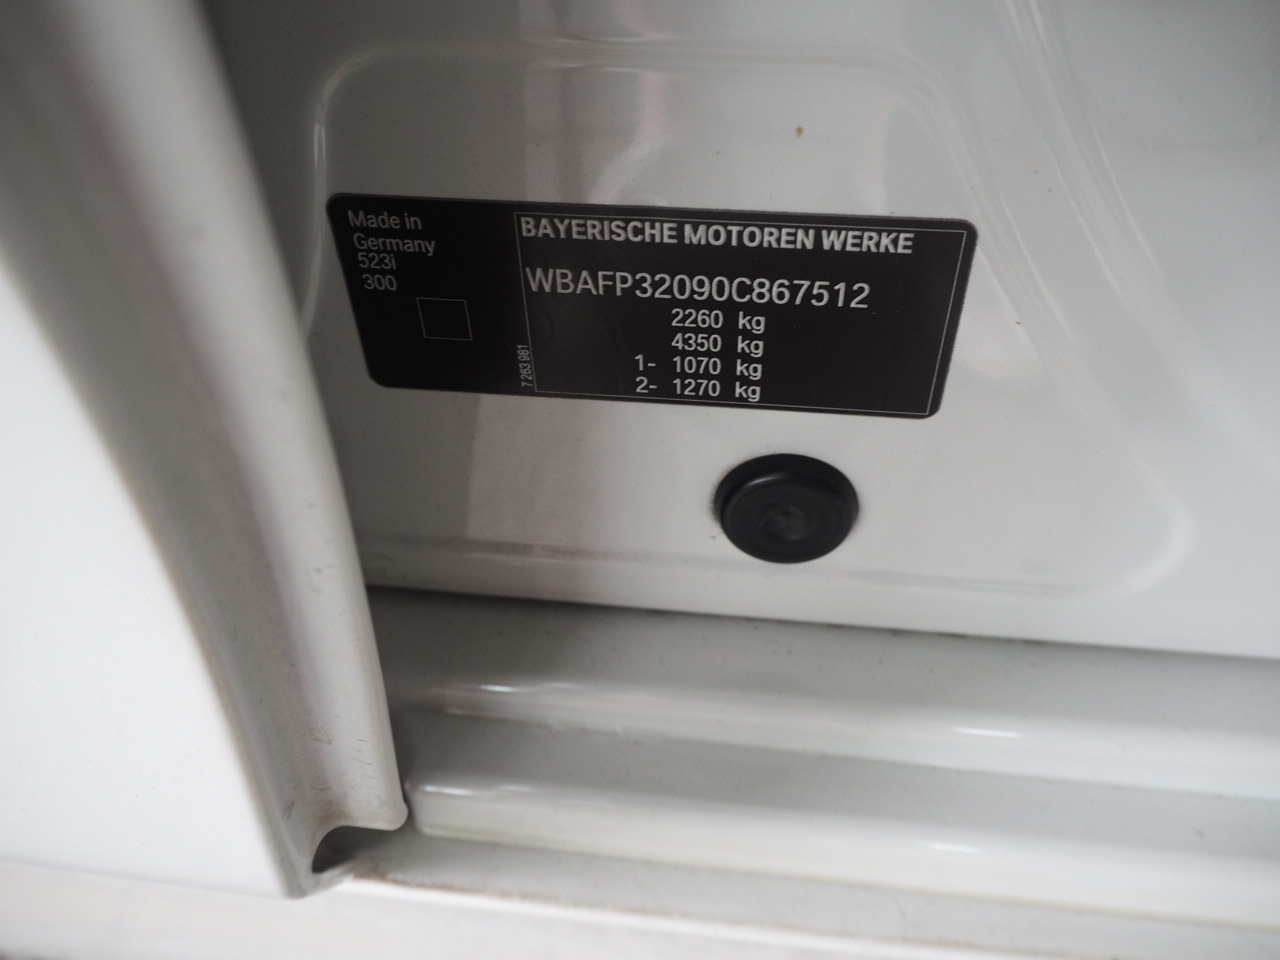 Made in
Germany
523i
300
BAYERISCHE MOTOREN WERKE
WBAFP32090C867512
2260 kg
4350 kg
1- 1070 kg
2- 1270 kg
7 263 981